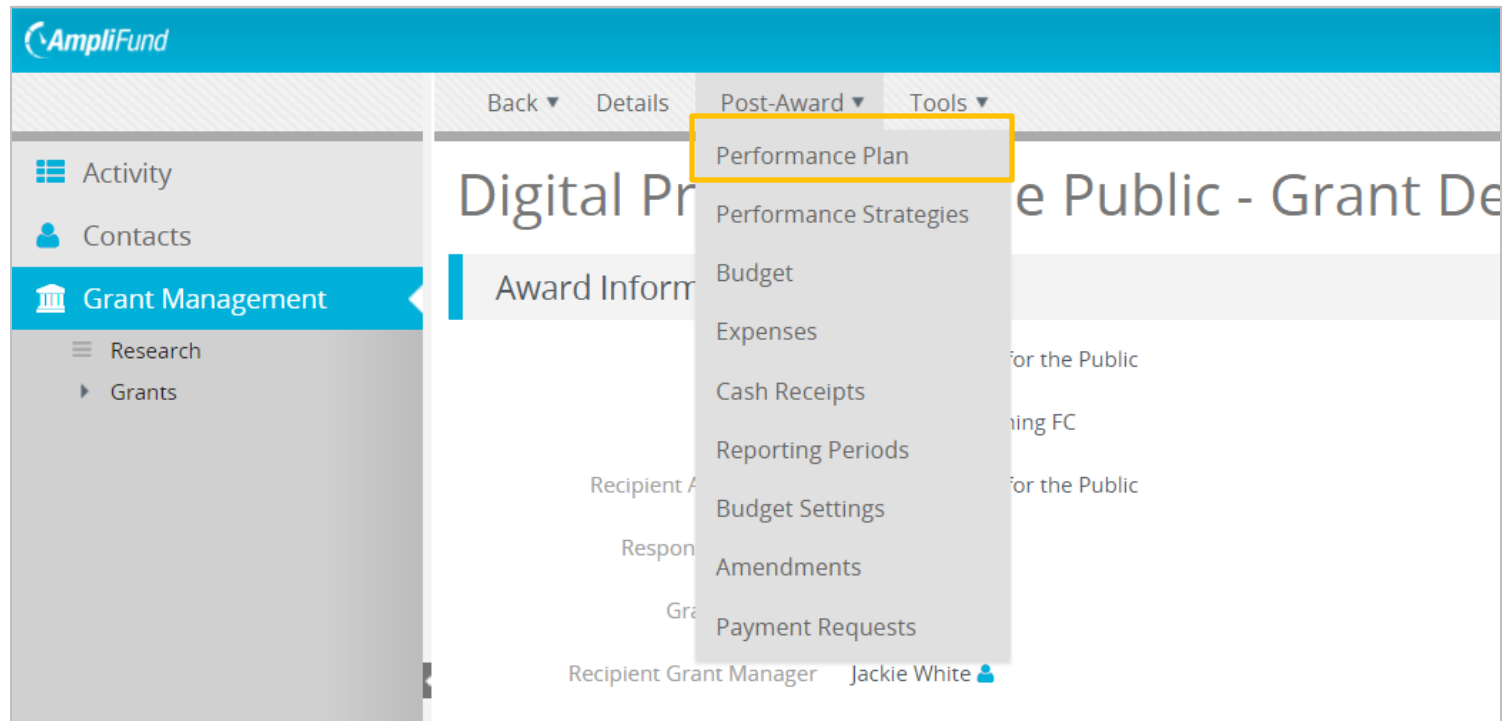 AmpliFund
Back Details Post-Award Tools
Activity
Contacts
Grant Management
Research
Grants
Performance Plan
Performance Strategies
Budget
Expenses
Cash Receipts
Reporting Periods
Budget Settings
Amendments
Payment Requests
Digital Pr e Public - Grant De
Award Inform
for the Public
ning FC
Recipient A for the Public
Respon
Gra
Recipient Grant Manager Jackie White